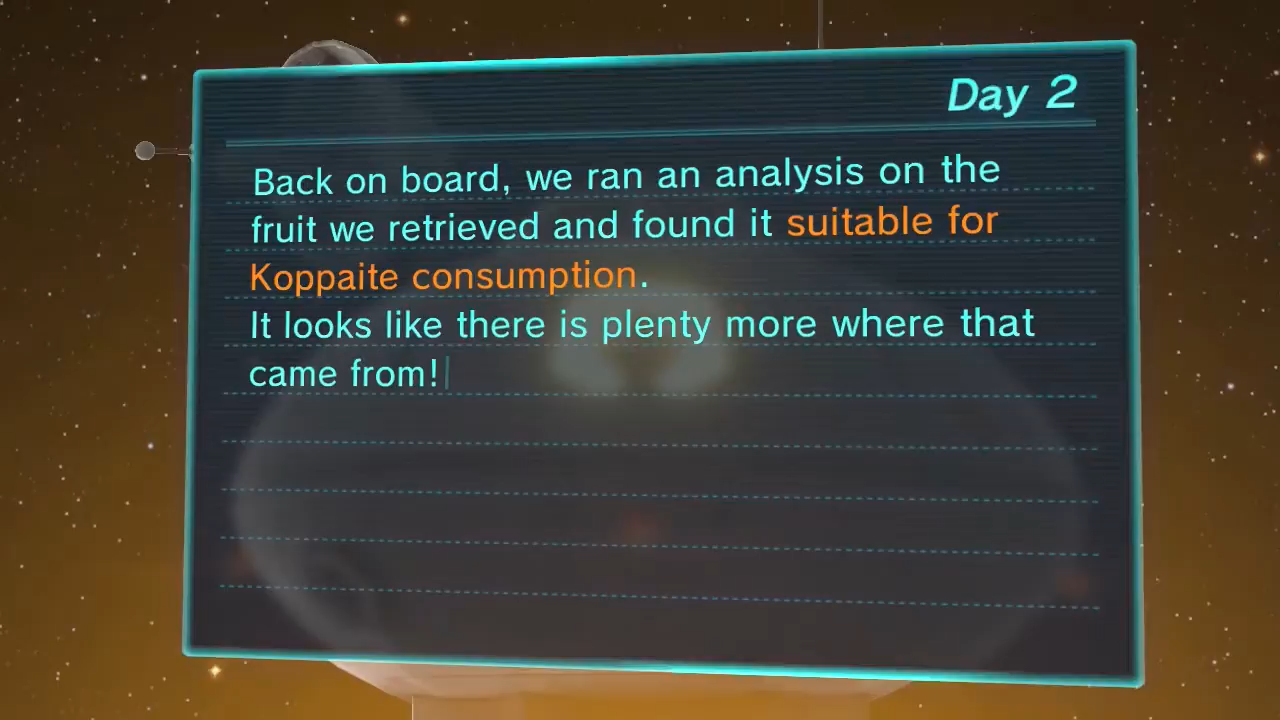 Day 2
Back on board, we ran an analysis on the
fruit we retrieved and found it suitable for
Koppaite consumption.
It looks like there is plenty more where that
came from!